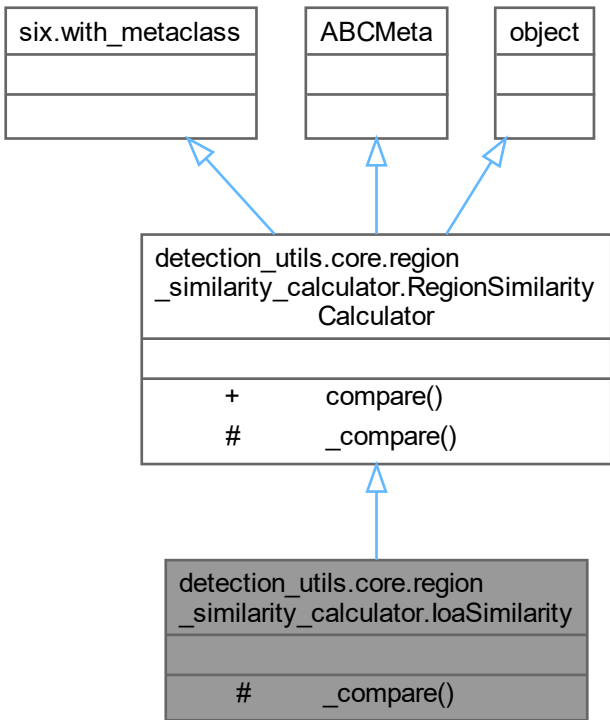 six.with_metaclass
ABCMeta
object
detection_utils.core.region
_similarity_calculator.RegionSimilarity
Calculator
+ compare()
# _compare()
detection_utils.core.region
_similarity_calculator.IoaSimilarity
# _compare()